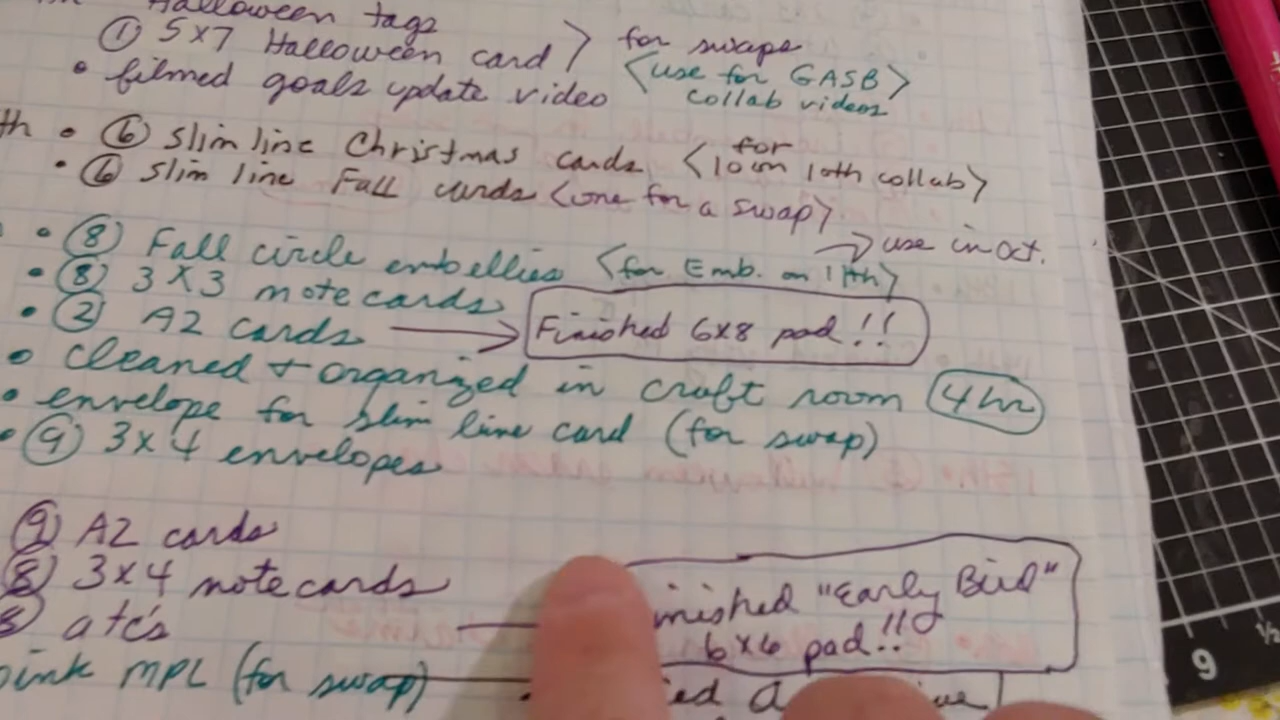 Halloween tags
① 5x7 Halloween card > for swaps
• filmed goals update video <use for GASB> collab videos
th • ⑥ slim line Christmas cards <for 10 on 10th collab>
• ⑥ slim line Fall cards <one for a swap>
→ use in oct.
• ⑧ Fall circle embellies <for Emb. on 11th>
• ⑧ 3x3 note cards
• ② A2 cards → Finished 6x8 pad!!
• cleaned + organized in craft room 4 hr
• envelope for slim line card (for swap)
• ⑨ 3x4 envelopes
⑨ A2 cards
⑧ 3x4 note cards
atc's
"Early Bird"
6x6 pad!!
pink MPL (for swap)
9